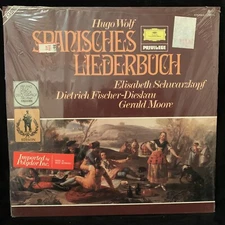 Hugo Wolf
SPANISCHES
LIEDERBUCH
PRIVILEGE
Elisabeth Schwarzkopf
Dietrich Fischer-Dieskau
Gerald Moore
Imported by
Polydor Inc.